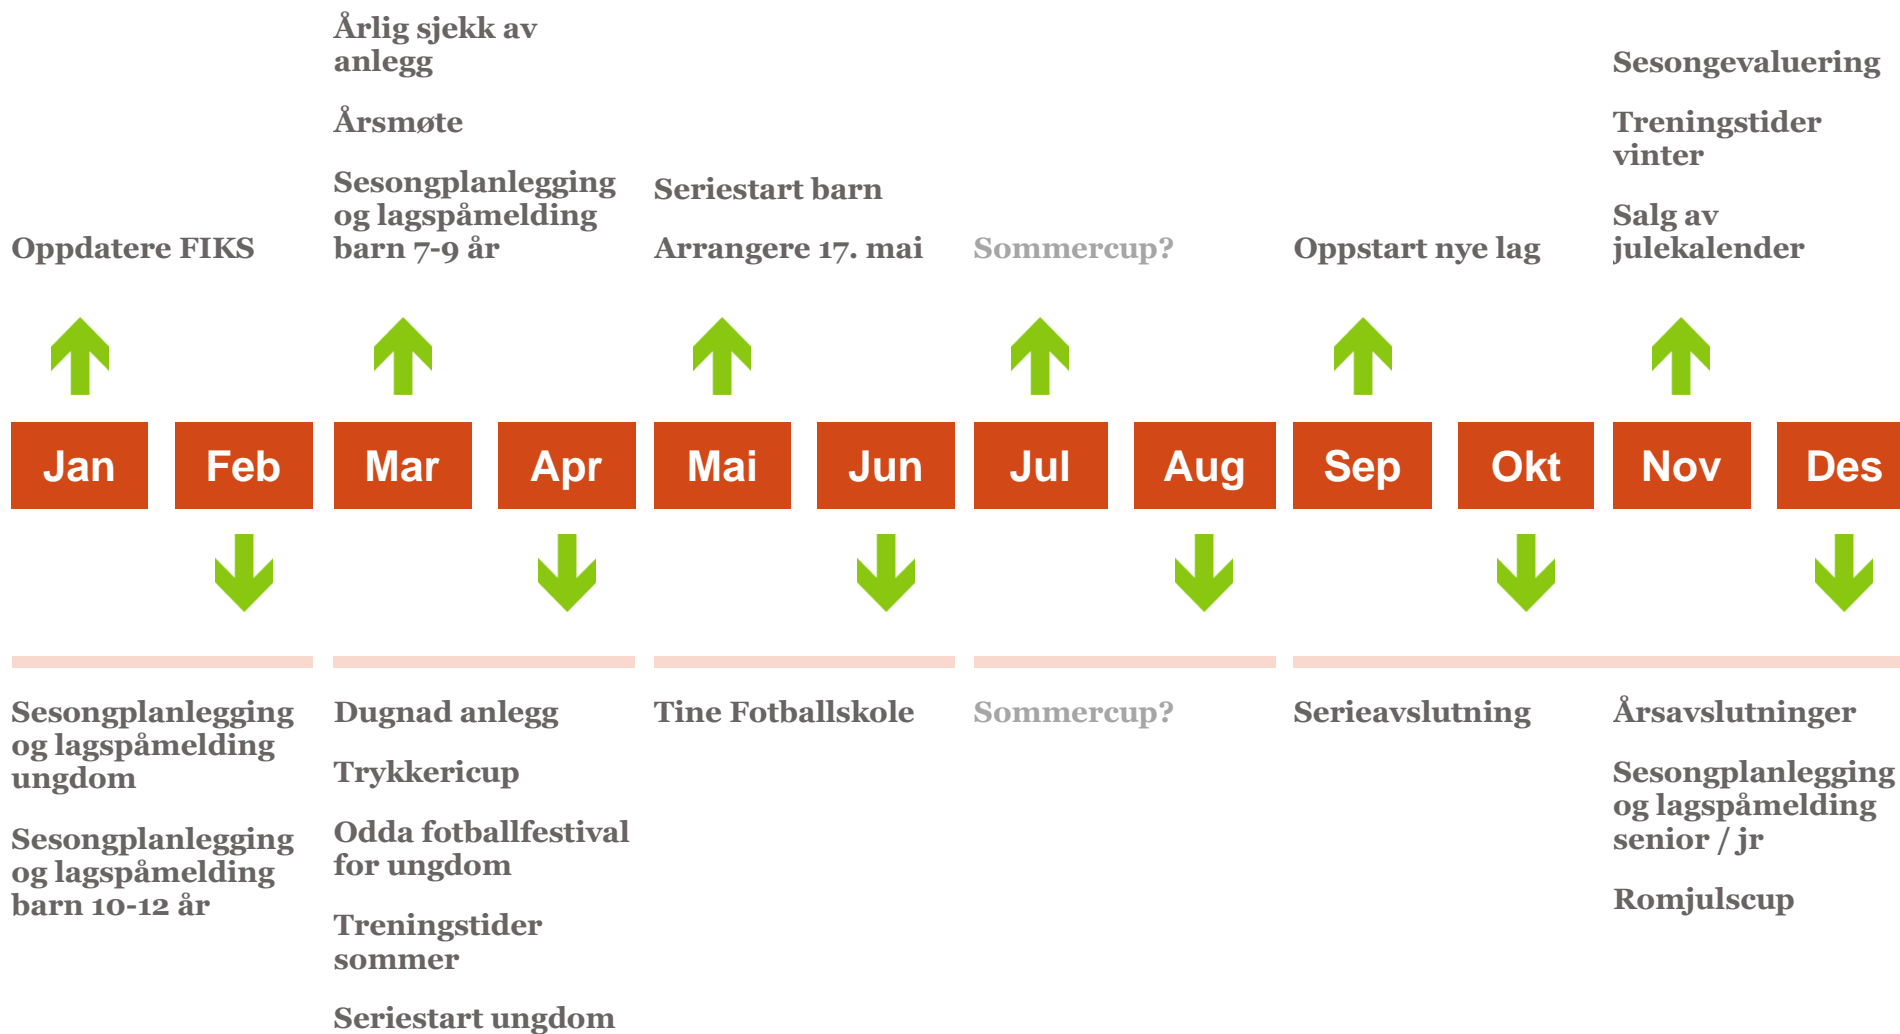 Årlig sjekk av
anlegg
Årsmøte
Sesongplanlegging
og lagspåmelding
barn 7-9 år
Oppdatere FIKS
Seriestart barn
Arrangere 17. mai
Sommercup?
Oppstart nye lag
Sesongevaluering
Treningstider
vinter
Salg av
julekalender
Jan
Feb
Mar
Apr
Mai
Jun
Jul
Aug
Sep
Okt
Nov
Des
Sesongplanlegging
og lagspåmelding
ungdom
Sesongplanlegging
og lagspåmelding
barn 10-12 år
Dugnad anlegg
Trykkericup
Odda fotballfestival
for ungdom
Treningstider
sommer
Seriestart ungdom
Tine Fotballskole
Sommercup?
Serieavslutning
Årsavslutninger
Sesongplanlegging
og lagspåmelding
senior / jr
Romjulscup